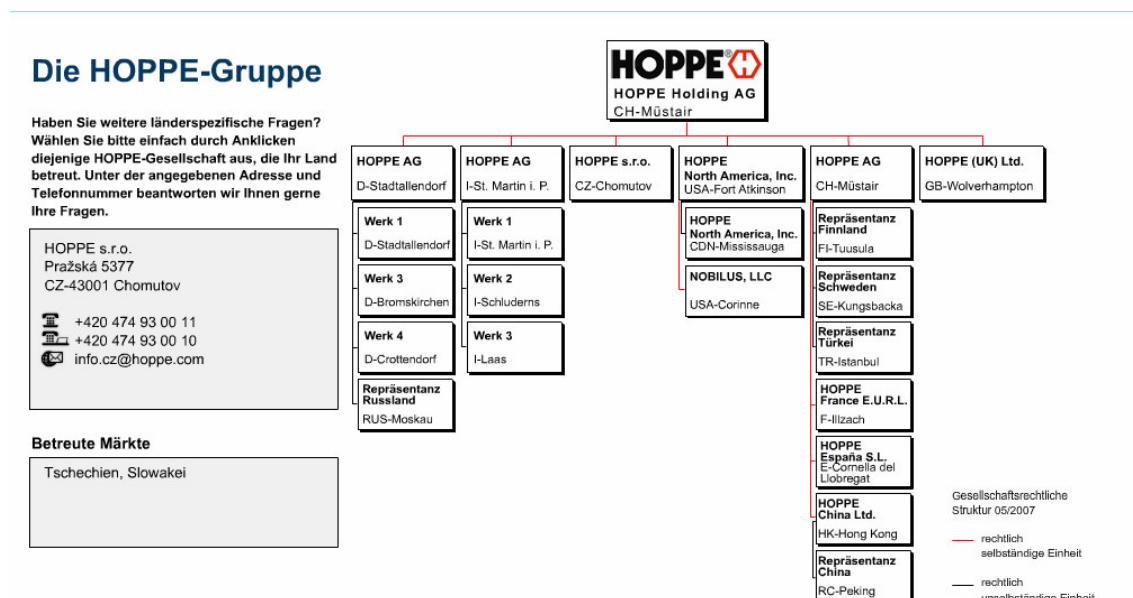 Die HOPPE-Gruppe
Haben Sie weitere länderspezifische Fragen?
Wählen Sie bitte einfach durch Anklicken
diejenige HOPPE-Gesellschaft aus, die Ihr Land
betreut. Unter der angegebenen Adresse und
Telefonnummer beantworten wir Ihnen gerne
Ihre Fragen.
HOPPE s.r.o.
Pražská 5377
CZ-43001 Chomutov
+420 474 93 00 11
+420 474 93 00 10
info.cz@hoppe.com
Betreute Märkte
Tschechien, Slowakei
HOPPE®
HOPPE Holding AG
CH-Müstair
HOPPE AG
D-Stadtallendorf
Werk 1
D-Stadtallendorf
Werk 3
D-Bromskirchen
Werk 4
D-Crottendorf
Repräsentanz
Russland
RUS-Moskau
HOPPE AG
I-St. Martin i. P.
Werk 1
I-St. Martin i. P.
Werk 2
I-Schluderns
Werk 3
I-Laas
HOPPE s.r.o.
CZ-Chomutov
HOPPE
North America, Inc.
USA-Fort Atkinson
HOPPE
North America, Inc.
CDN-Mississauga
NOBILUS, LLC
USA-Corinne
HOPPE AG
CH-Müstair
Repräsentanz
Finnland
FI-Tuusula
Repräsentanz
Schweden
SE-Kungsbacka
Repräsentanz
Türkei
TR-Istanbul
HOPPE
France E.U.R.L.
F-Illzach
HOPPE
España S.L.
E-Cornella del
Llobregat
HOPPE
China Ltd.
HK-Hong Kong
Repräsentanz
China
RC-Peking
HOPPE (UK) Ltd.
GB-Wolverhampton
Gesellschaftsrechtliche
Struktur 05/2007
rechtlich
selbständige Einheit
rechtlich
unselbständige Einheit